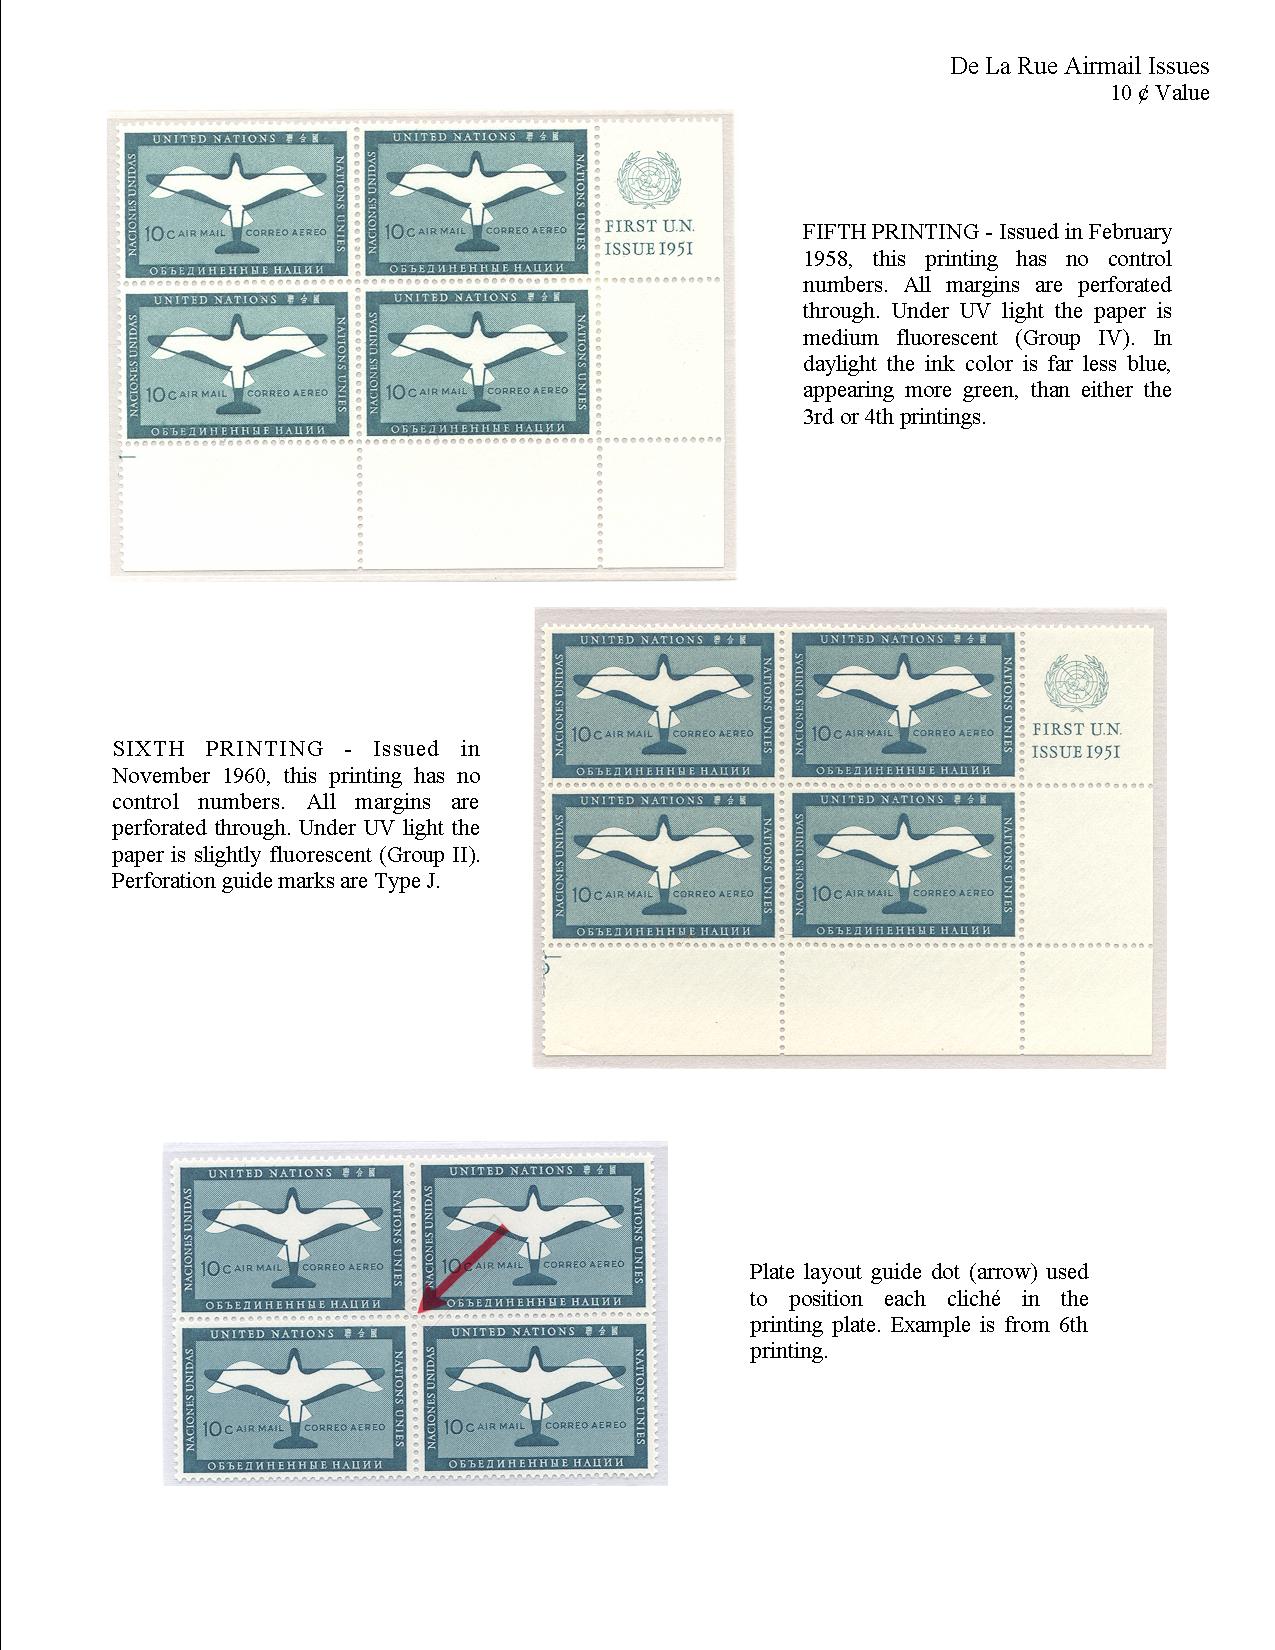 De La Rue Airmail Issues
10 ¢ Value
UNITED NATIONS 聯合國 UNITED NATIONS 聯合國
NACIONES UNIDAS NATIONS UNIES NACIONES UNIDAS NATIONS UNIES
10c AIR MAIL CORREO AEREO 10c AIR MAIL CORREO AEREO
ОБЪЕДИНЕННЫЕ НАЦИИ ОБЪЕДИНЕННЫЕ НАЦИИ
FIRST U.N.
ISSUE 1951
UNITED NATIONS 聯合國 UNITED NATIONS 聯合國
NACIONES UNIDAS NATIONS UNIES NACIONES UNIDAS NATIONS UNIES
10c AIR MAIL CORREO AEREO 10c AIR MAIL CORREO AEREO
ОБЪЕДИНЕННЫЕ НАЦИИ ОБЪЕДИНЕННЫЕ НАЦИИ
FIFTH PRINTING - Issued in February
1958, this printing has no control
numbers. All margins are perforated
through. Under UV light the paper is
medium fluorescent (Group IV). In
daylight the ink color is far less blue,
appearing more green, than either the
3rd or 4th printings.
UNITED NATIONS 聯合國 UNITED NATIONS 聯合國
NACIONES UNIDAS NATIONS UNIES NACIONES UNIDAS NATIONS UNIES
10c AIR MAIL CORREO AEREO 10c AIR MAIL CORREO AEREO
ОБЪЕДИНЕННЫЕ НАЦИИ ОБЪЕДИНЕННЫЕ НАЦИИ
FIRST U.N.
ISSUE 1951
UNITED NATIONS 聯合國 UNITED NATIONS 聯合國
NACIONES UNIDAS NATIONS UNIES NACIONES UNIDAS NATIONS UNIES
10c AIR MAIL CORREO AEREO 10c AIR MAIL CORREO AEREO
ОБЪЕДИНЕННЫЕ НАЦИИ ОБЪЕДИНЕННЫЕ НАЦИИ
SIXTH PRINTING - Issued in
November 1960, this printing has no
control numbers. All margins are
perforated through. Under UV light the
paper is slightly fluorescent (Group II).
Perforation guide marks are Type J.
UNITED NATIONS 聯合國 UNITED NATIONS 聯合國
NACIONES UNIDAS NATIONS UNIES NACIONES UNIDAS NATIONS UNIES
10c AIR MAIL CORREO AEREO 10c AIR MAIL CORREO AEREO
ОБЪЕДИНЕННЫЕ НАЦИИ ОБЪЕДИНЕННЫЕ НАЦИИ
UNITED NATIONS 聯合國 UNITED NATIONS 聯合國
NACIONES UNIDAS NATIONS UNIES NACIONES UNIDAS NATIONS UNIES
10c AIR MAIL CORREO AEREO 10c AIR MAIL CORREO AEREO
ОБЪЕДИНЕННЫЕ НАЦИИ ОБЪЕДИНЕННЫЕ НАЦИИ
Plate layout guide dot (arrow) used
to position each cliché in the
printing plate. Example is from 6th
printing.